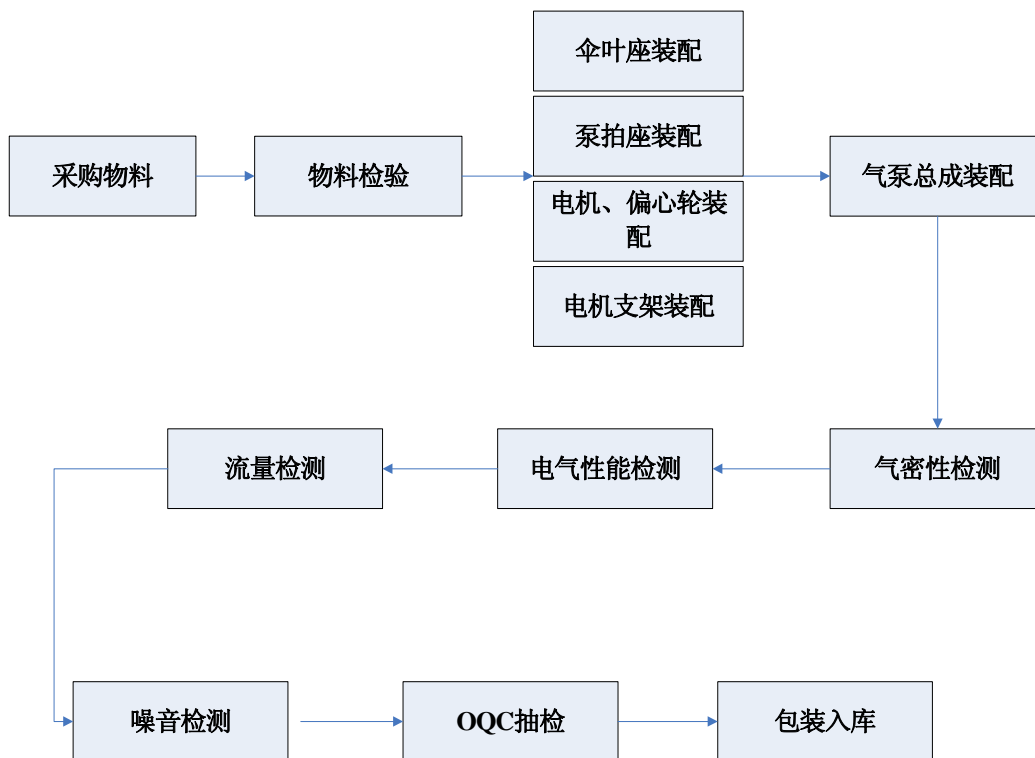 伞叶座装配
泵拍座装配
采购物料
物料检验
气泵总成装配
电机、偏心轮装
配
电机支架装配
流量检测
电气性能检测
气密性检测
噪音检测
OQC抽检
包装入库